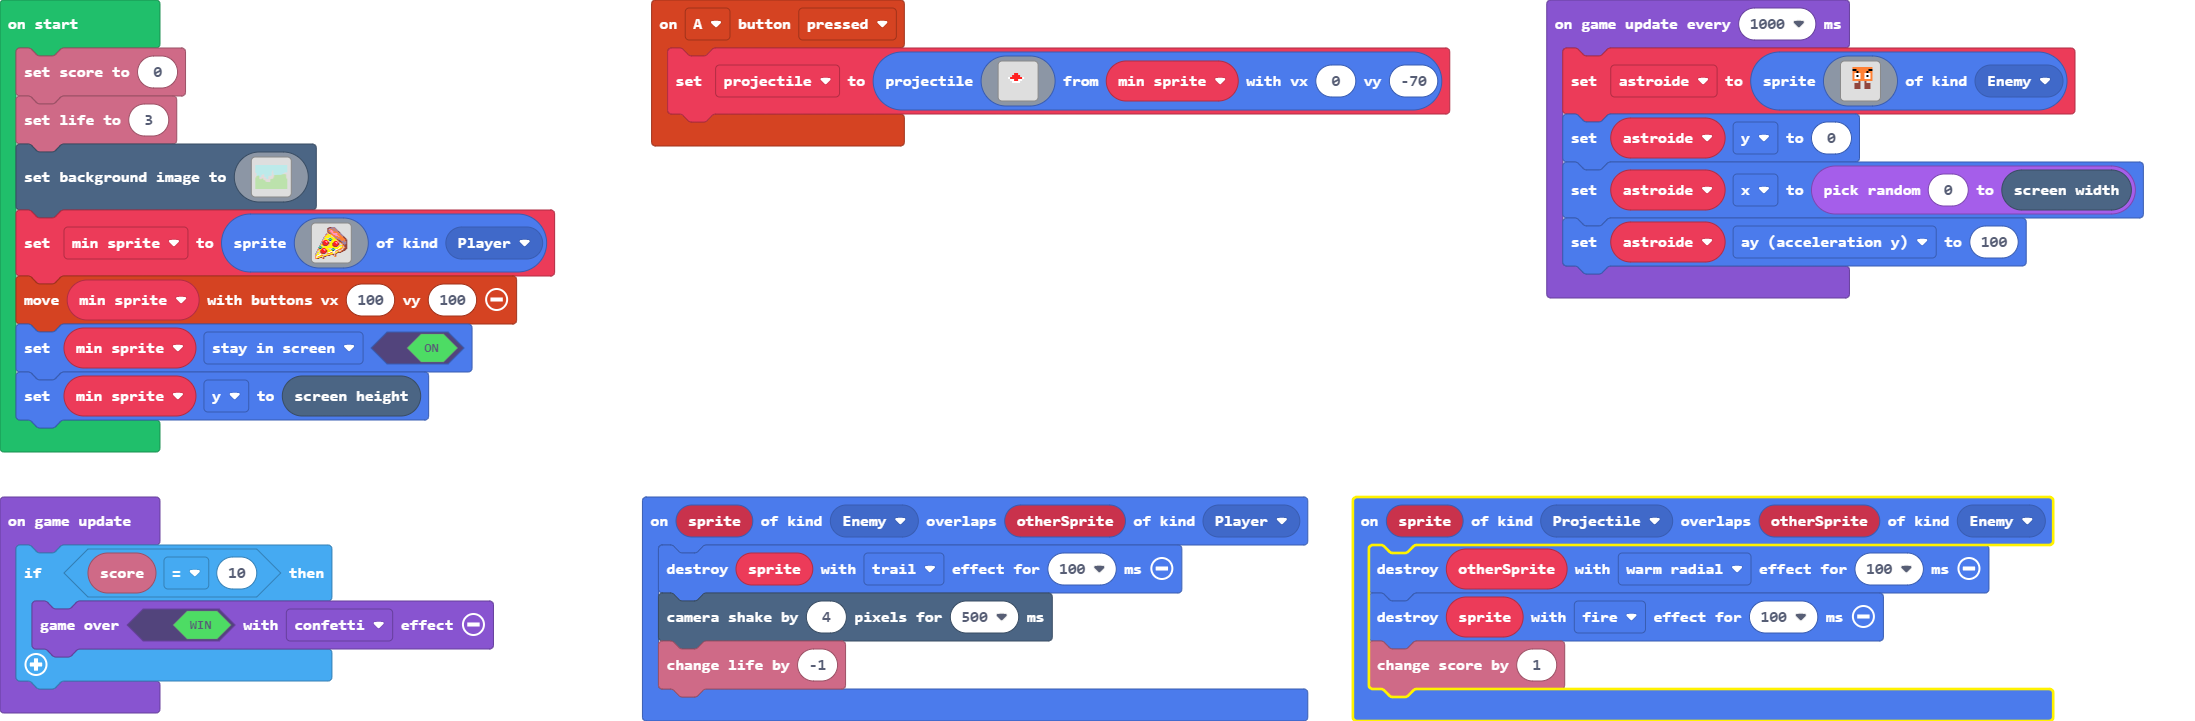 on start
set score to 0
set life to 3
set background image to
set min sprite to sprite of kind Player
move min sprite with buttons vx 100 vy 100
set min sprite stay in screen ON
set min sprite y to screen height
on A button pressed
set projectile to projectile from min sprite with vx 0 vy -70
on game update every 1000 ms
set astroide to sprite of kind Enemy
set astroide y to 0
set astroide x to pick random 0 to screen width
set astroide ay (acceleration y) to 100
on game update
if score = 10 then
game over WIN with confetti effect
on sprite of kind Enemy overlaps otherSprite of kind Player
destroy sprite with trail effect for 100 ms
camera shake by 4 pixels for 500 ms
change life by -1
on sprite of kind Projectile overlaps otherSprite of kind Enemy
destroy otherSprite with warm radial effect for 100 ms
destroy sprite with fire effect for 100 ms
change score by 1